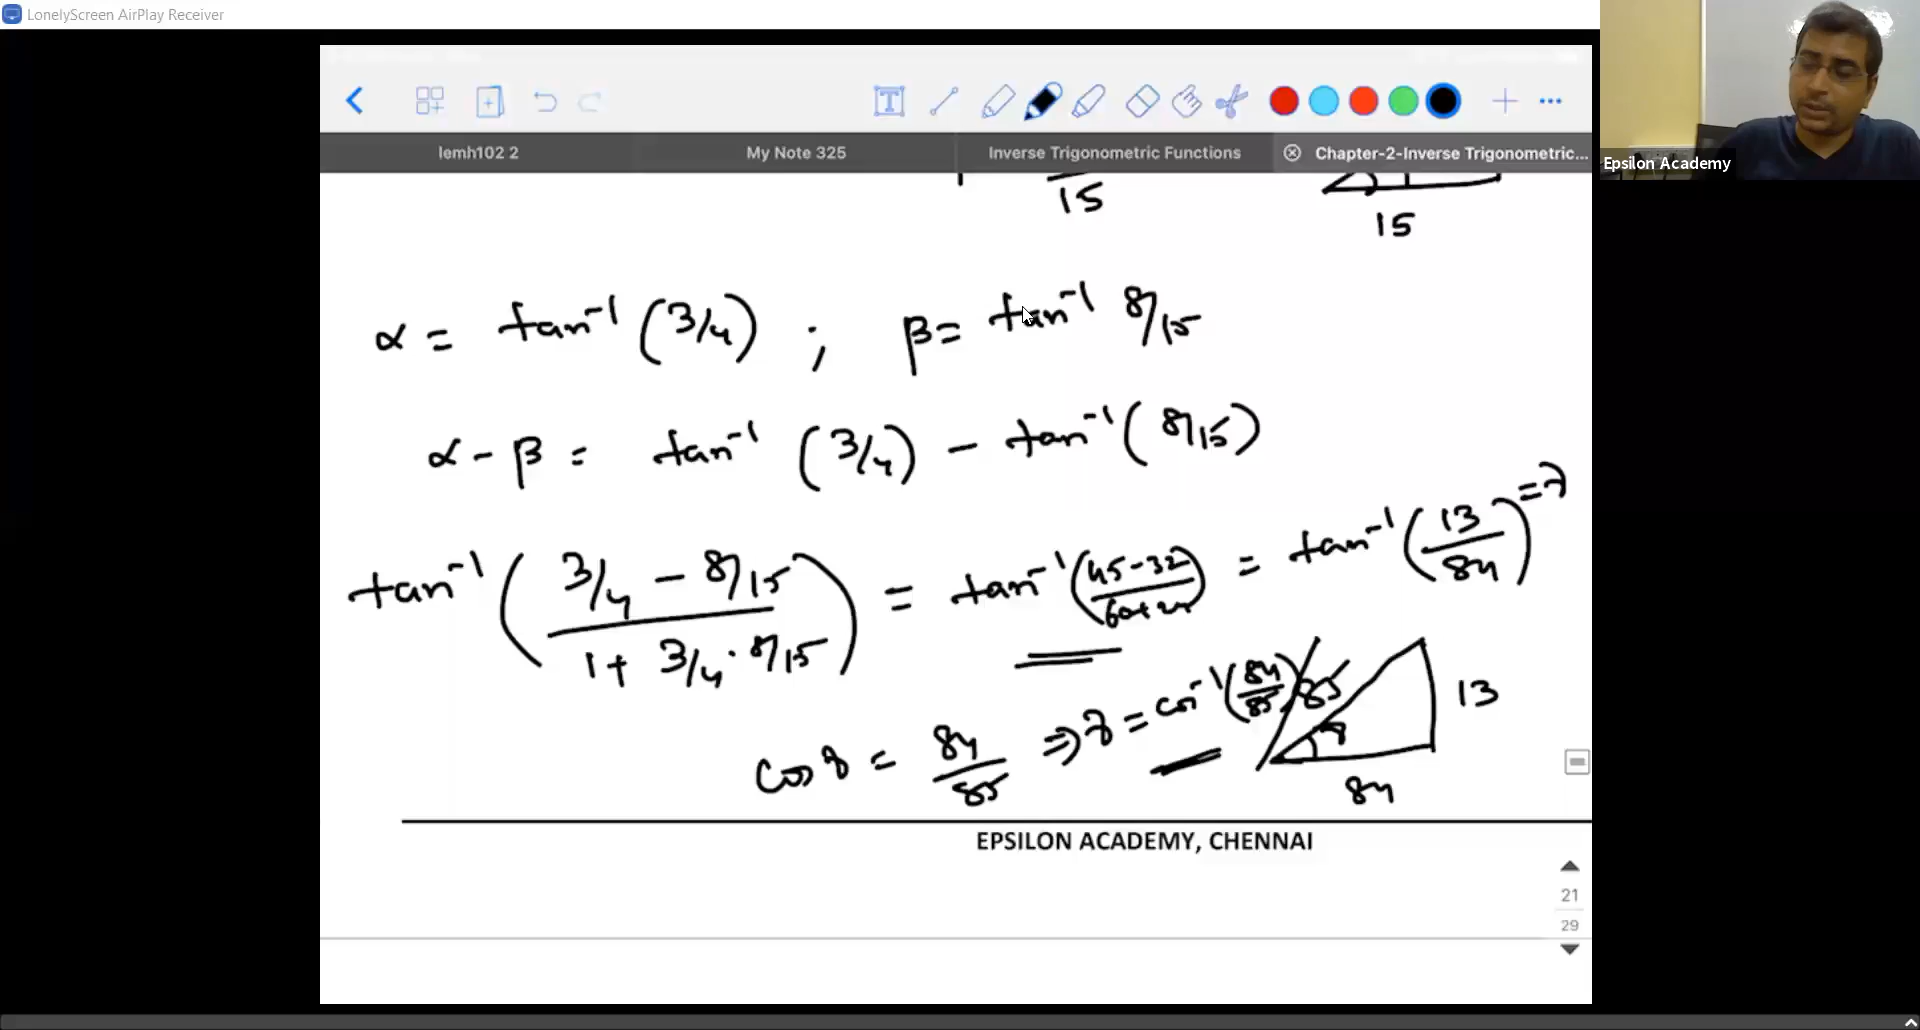 LonelyScreen AirPlay Receiver
T
lemh102 2
My Note 325
Inverse Trigonometric Functions
Chapter-2-Inverse Trigonometric...
Epsilon Academy
15
15
α = tan⁻¹ (3/4) ; β = tan⁻¹ 8/15
α - β = tan⁻¹ (3/4) - tan⁻¹ (8/15)
tan⁻¹ ( (3/4 - 8/15) / (1 + 3/4 · 8/15) ) = tan⁻¹ ( (45-32) / (60+24) ) = tan⁻¹ (13/84) = γ
cos γ = 84/85 ⇒ γ = cos⁻¹ (84/85)
85
13
γ
84
EPSILON ACADEMY, CHENNAI
21
29